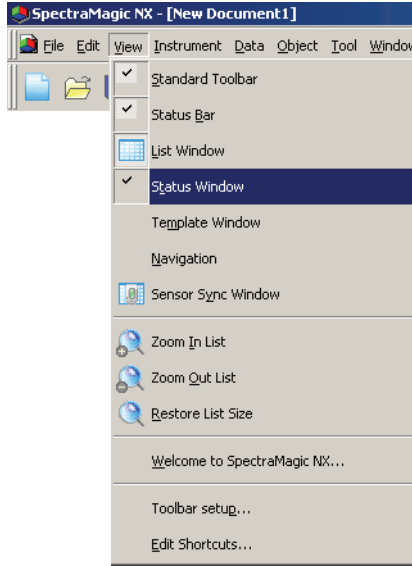 SpectraMagic NX - [New Document1]
File Edit View Instrument Data Object Tool Window
Standard Toolbar
Status Bar
List Window
Status Window
Template Window
Navigation
Sensor Sync Window
Zoom In List
Zoom Out List
Restore List Size
Welcome to SpectraMagic NX...
Toolbar setup...
Edit Shortcuts...